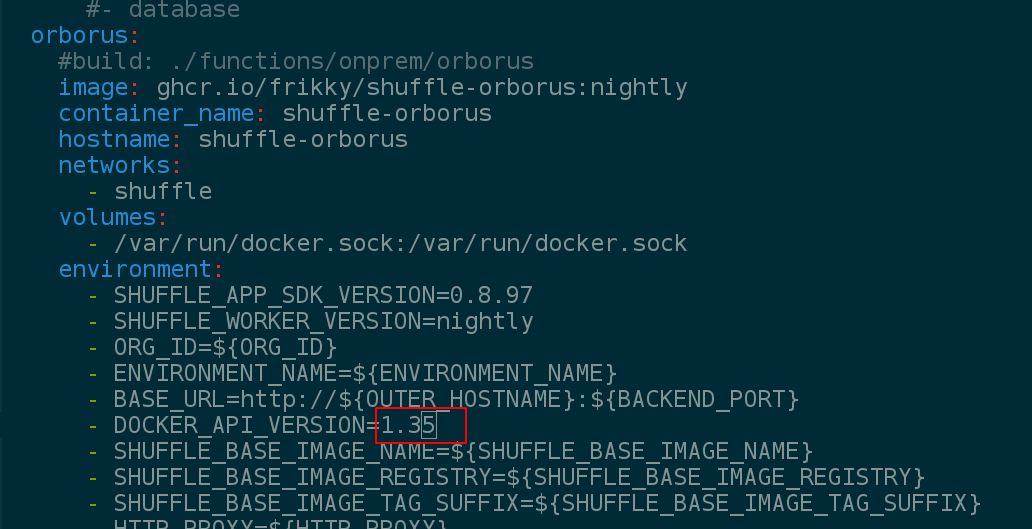 #- database
orborus:
#build: ./functions/onprem/orborus
image: ghcr.io/frikky/shuffle-orborus:nightly
container_name: shuffle-orborus
hostname: shuffle-orborus
networks:
- shuffle
volumes:
- /var/run/docker.sock:/var/run/docker.sock
environment:
- SHUFFLE_APP_SDK_VERSION=0.8.97
- SHUFFLE_WORKER_VERSION=nightly
- ORG_ID=${ORG_ID}
- ENVIRONMENT_NAME=${ENVIRONMENT_NAME}
- BASE_URL=http://${OUTER_HOSTNAME}:${BACKEND_PORT}
- DOCKER_API_VERSION=1.35
- SHUFFLE_BASE_IMAGE_NAME=${SHUFFLE_BASE_IMAGE_NAME}
- SHUFFLE_BASE_IMAGE_REGISTRY=${SHUFFLE_BASE_IMAGE_REGISTRY}
- SHUFFLE_BASE_IMAGE_TAG_SUFFIX=${SHUFFLE_BASE_IMAGE_TAG_SUFFIX}
- HTTP_PROXY=${HTTP_PROXY}